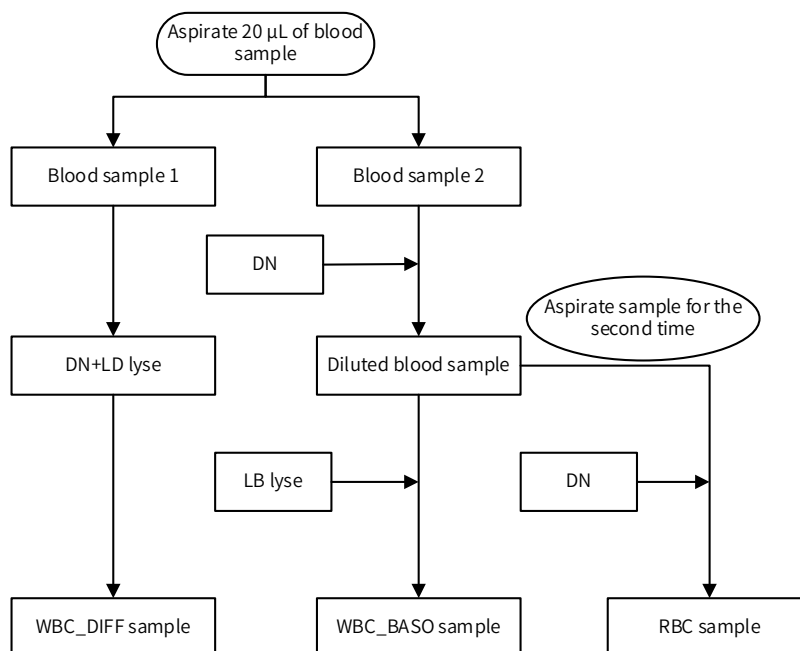 Aspirate 20 µL of blood
sample
Blood sample 1
Blood sample 2
DN
Aspirate sample for the
second time
DN+LD lyse
Diluted blood sample
LB lyse
DN
WBC_DIFF sample
WBC_BASO sample
RBC sample